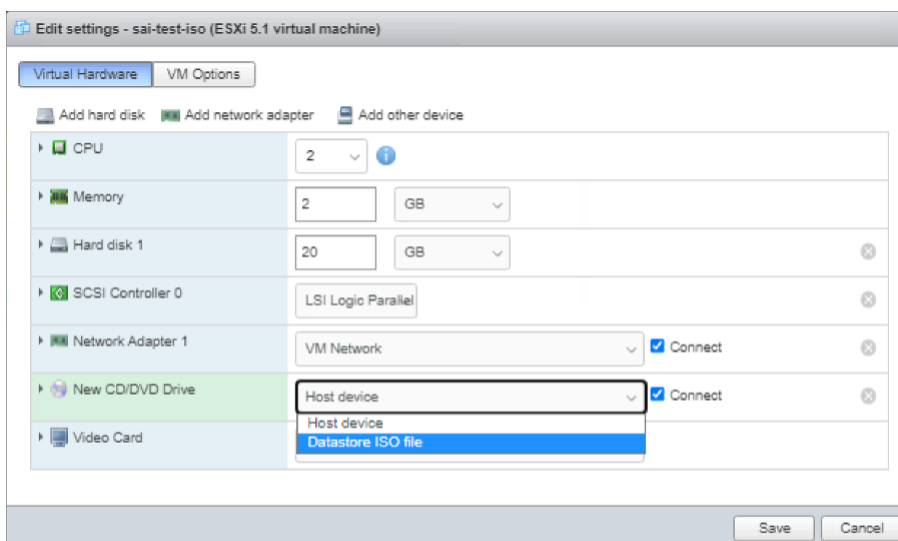 Edit settings - sai-test-iso (ESXi 5.1 virtual machine)
Virtual Hardware VM Options
Add hard disk Add network adapter Add other device
CPU 2
Memory 2 GB
Hard disk 1 20 GB
SCSI Controller 0 LSI Logic Parallel
Network Adapter 1 VM Network Connect
New CD/DVD Drive Host device Connect
Host device
Datastore ISO file
Video Card
Save Cancel